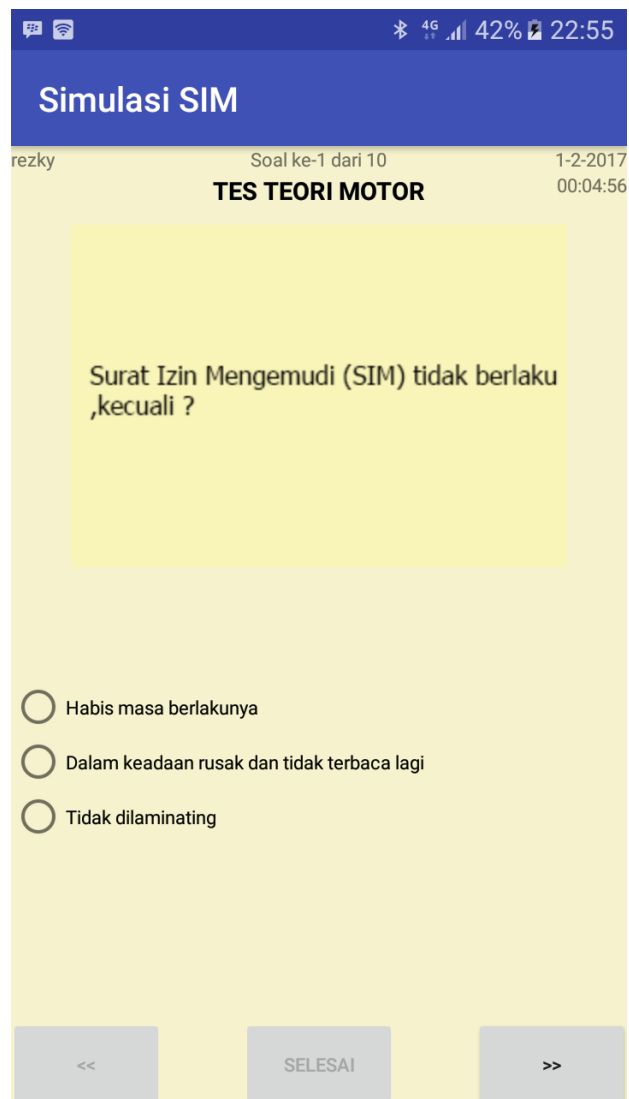 4G 42% 22:55
Simulasi SIM
rezky Soal ke-1 dari 10 1-2-2017
TES TEORI MOTOR 00:04:56
Surat Izin Mengemudi (SIM) tidak berlaku
,kecuali ?
Habis masa berlakunya
Dalam keadaan rusak dan tidak terbaca lagi
Tidak dilaminating
<< SELESAI >>